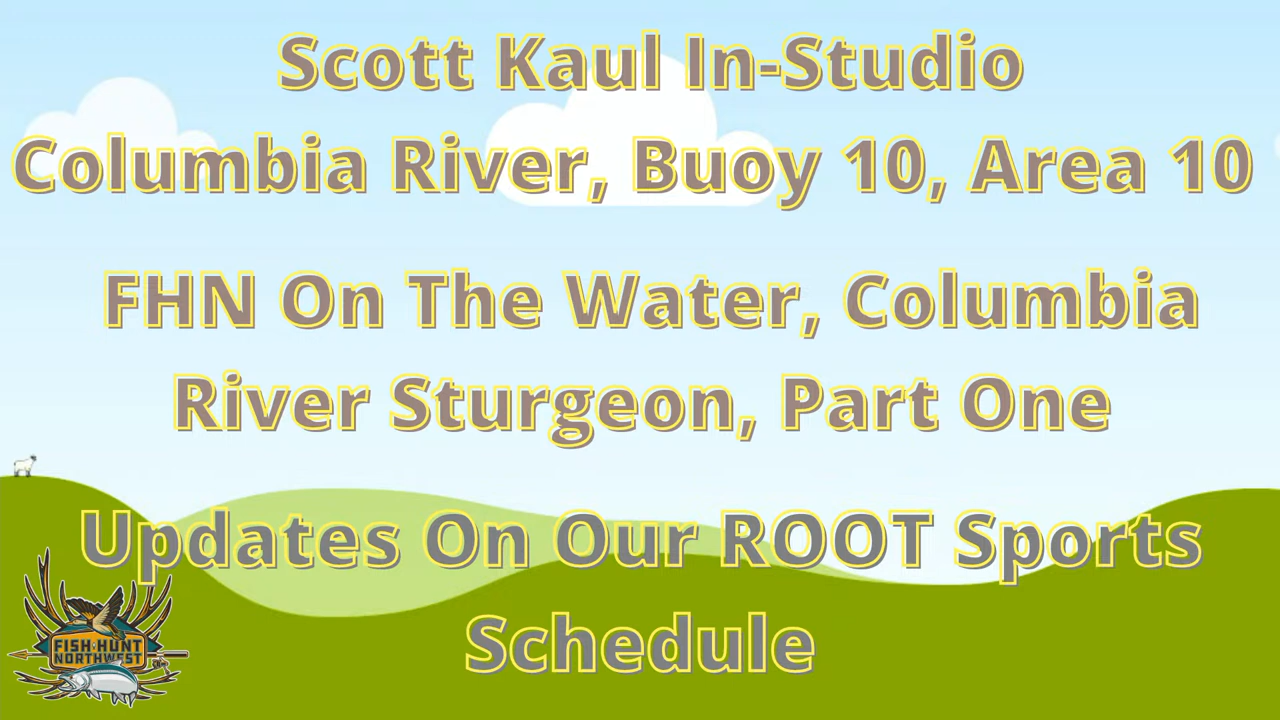 Scott Kaul In-Studio
Columbia River, Buoy 10, Area 10
FHN On The Water, Columbia
River Sturgeon, Part One
Updates On Our ROOT Sports
Schedule
FISH·HUNT
NORTHWEST